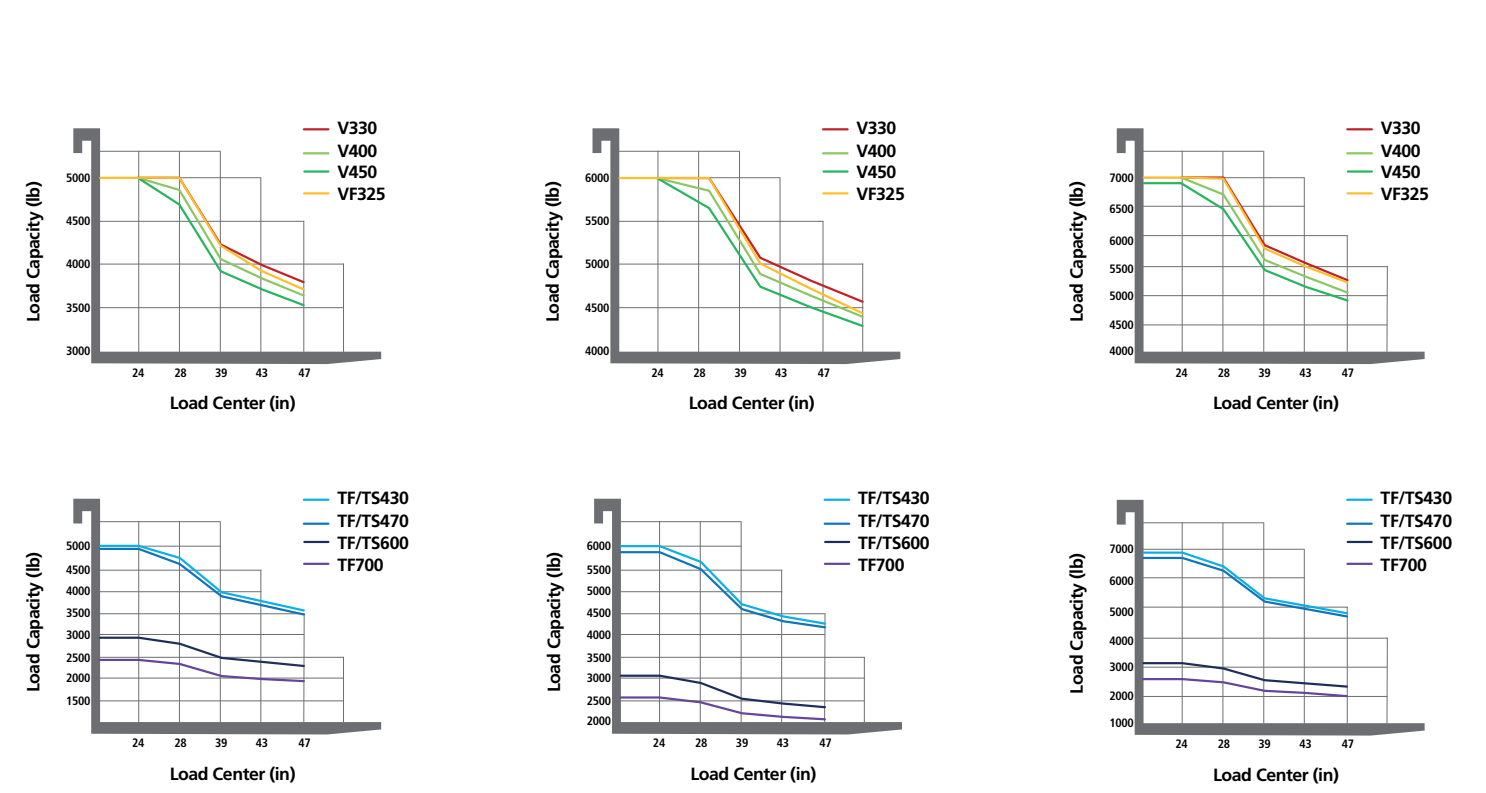 V330
V400
V450
VF325
Load Capacity (lb)
5000
4500
4000
3500
3000
24 28 39 43 47
Load Center (in)
V330
V400
V450
VF325
Load Capacity (lb)
6000
5500
5000
4500
4000
24 28 39 43 47
Load Center (in)
V330
V400
V450
VF325
Load Capacity (lb)
7000
6500
6000
5500
5000
4500
4000
24 28 39 43 47
Load Center (in)
TF/TS430
TF/TS470
TF/TS600
TF700
Load Capacity (lb)
5000
4500
4000
3500
3000
2500
2000
1500
24 28 39 43 47
Load Center (in)
TF/TS430
TF/TS470
TF/TS600
TF700
Load Capacity (lb)
6000
5500
5000
4500
4000
3500
3000
2500
2000
24 28 39 43 47
Load Center (in)
TF/TS430
TF/TS470
TF/TS600
TF700
Load Capacity (lb)
7000
6000
5000
4000
3000
2000
1000
24 28 39 43 47
Load Center (in)